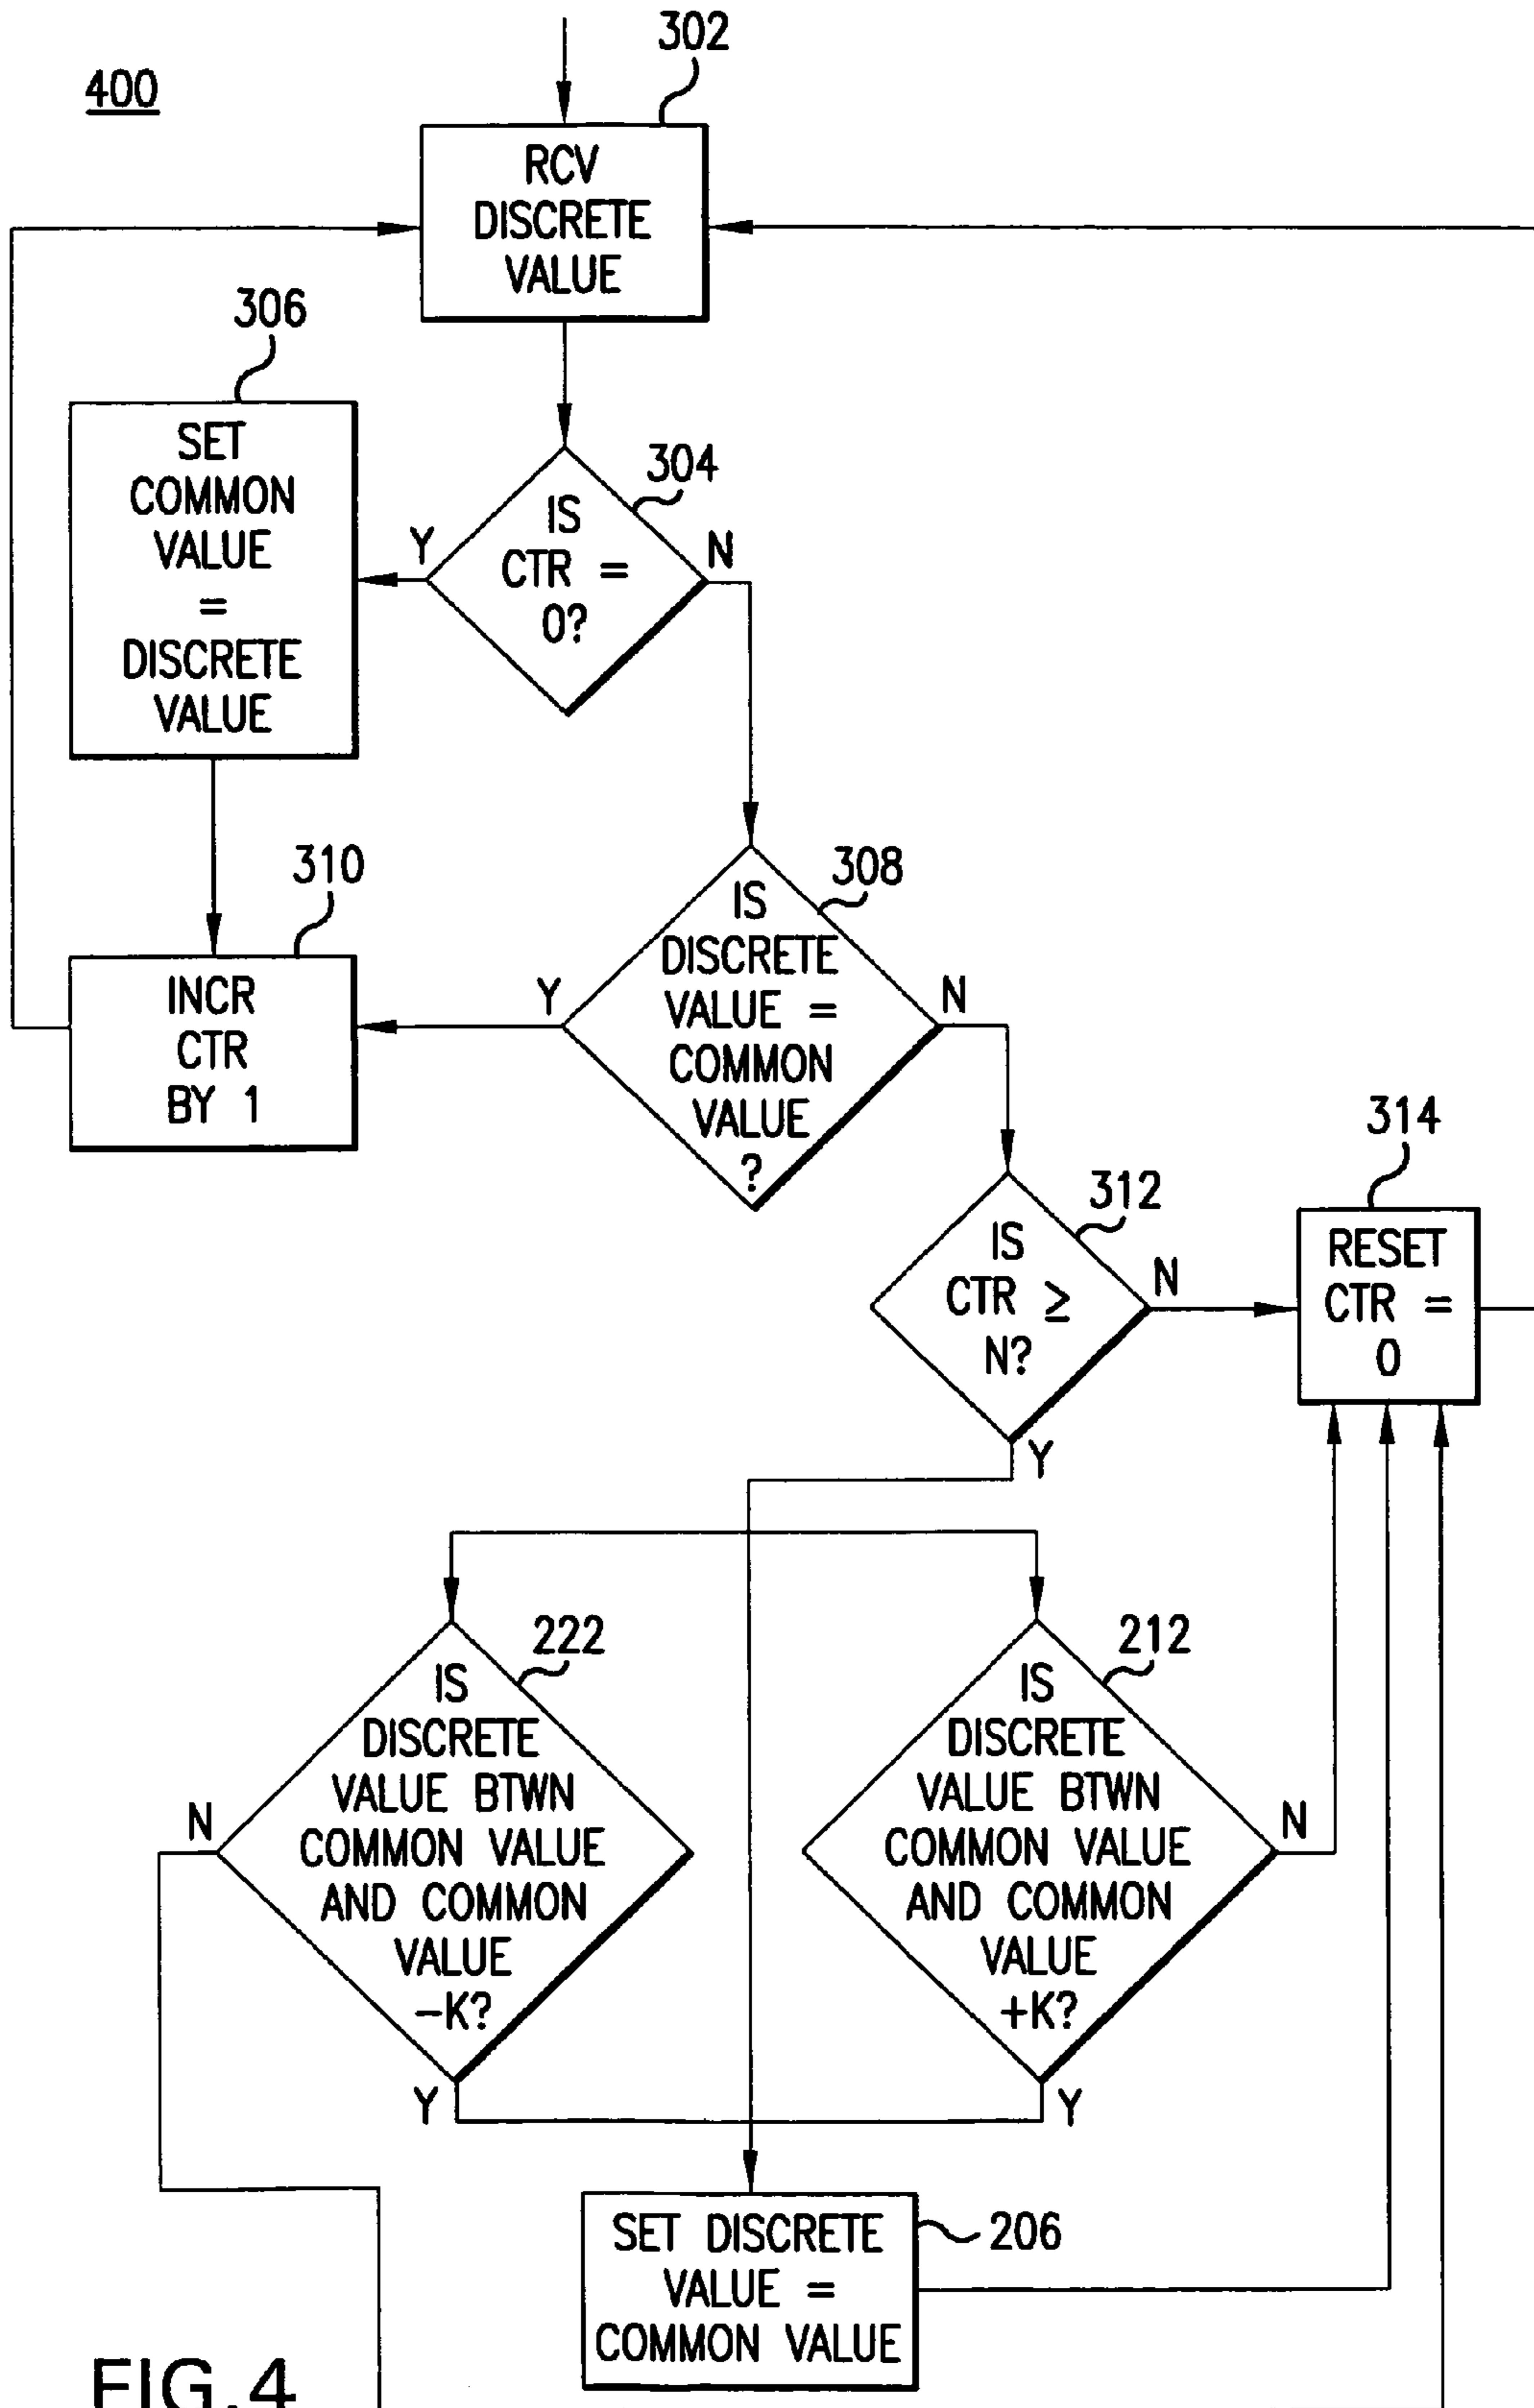 400
302
RCV
DISCRETE
VALUE
306
SET
COMMON
VALUE
=
DISCRETE
VALUE
304
IS
CTR =
0?
Y
N
310
INCR
CTR
BY 1
308
IS
DISCRETE
VALUE =
COMMON
VALUE
?
Y
N
312
IS
CTR ≥
N?
N
Y
314
RESET
CTR =
0
222
IS
DISCRETE
VALUE BTWN
COMMON VALUE
AND COMMON
VALUE
–K?
N
Y
212
IS
DISCRETE
VALUE BTWN
COMMON VALUE
AND COMMON
VALUE
+K?
N
Y
SET DISCRETE
VALUE =
COMMON VALUE
206
FIG.4